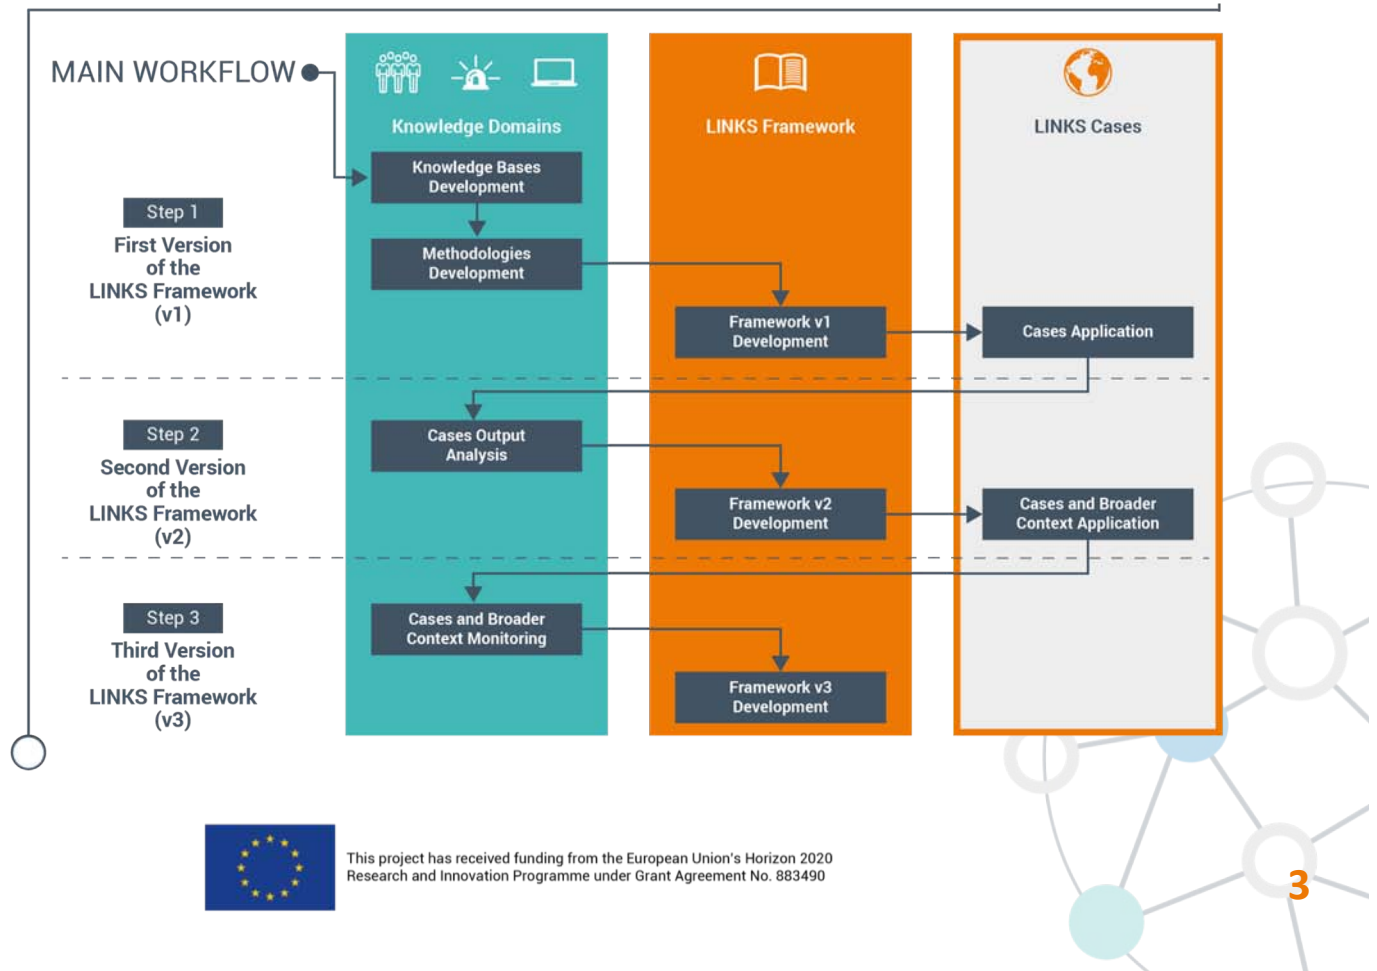 MAIN WORKFLOW
Knowledge Domains
LINKS Framework
LINKS Cases
Knowledge Bases
Development
Step 1
First Version
of the
LINKS Framework
(v1)
Methodologies
Development
Framework v1
Development
Cases Application
Step 2
Second Version
of the
LINKS Framework
(v2)
Cases Output
Analysis
Framework v2
Development
Cases and Broader
Context Application
Step 3
Third Version
of the
LINKS Framework
(v3)
Cases and Broader
Context Monitoring
Framework v3
Development
This project has received funding from the European Union's Horizon 2020
Research and Innovation Programme under Grant Agreement No. 883490
3